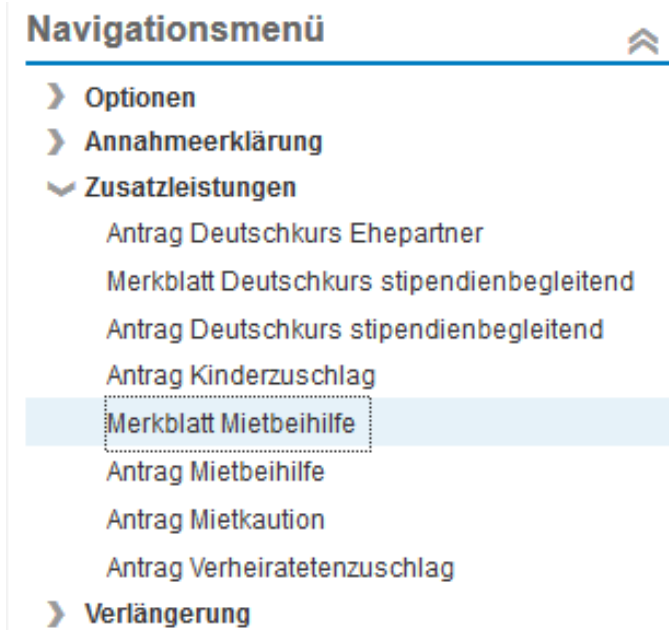 Navigationsmenü
Optionen
Annahmeerklärung
Zusatzleistungen
Antrag Deutschkurs Ehepartner
Merkblatt Deutschkurs stipendienbegleitend
Antrag Deutschkurs stipendienbegleitend
Antrag Kinderzuschlag
Merkblatt Mietbeihilfe
Antrag Mietbeihilfe
Antrag Mietkaution
Antrag Verheiratetenzuschlag
Verlängerung